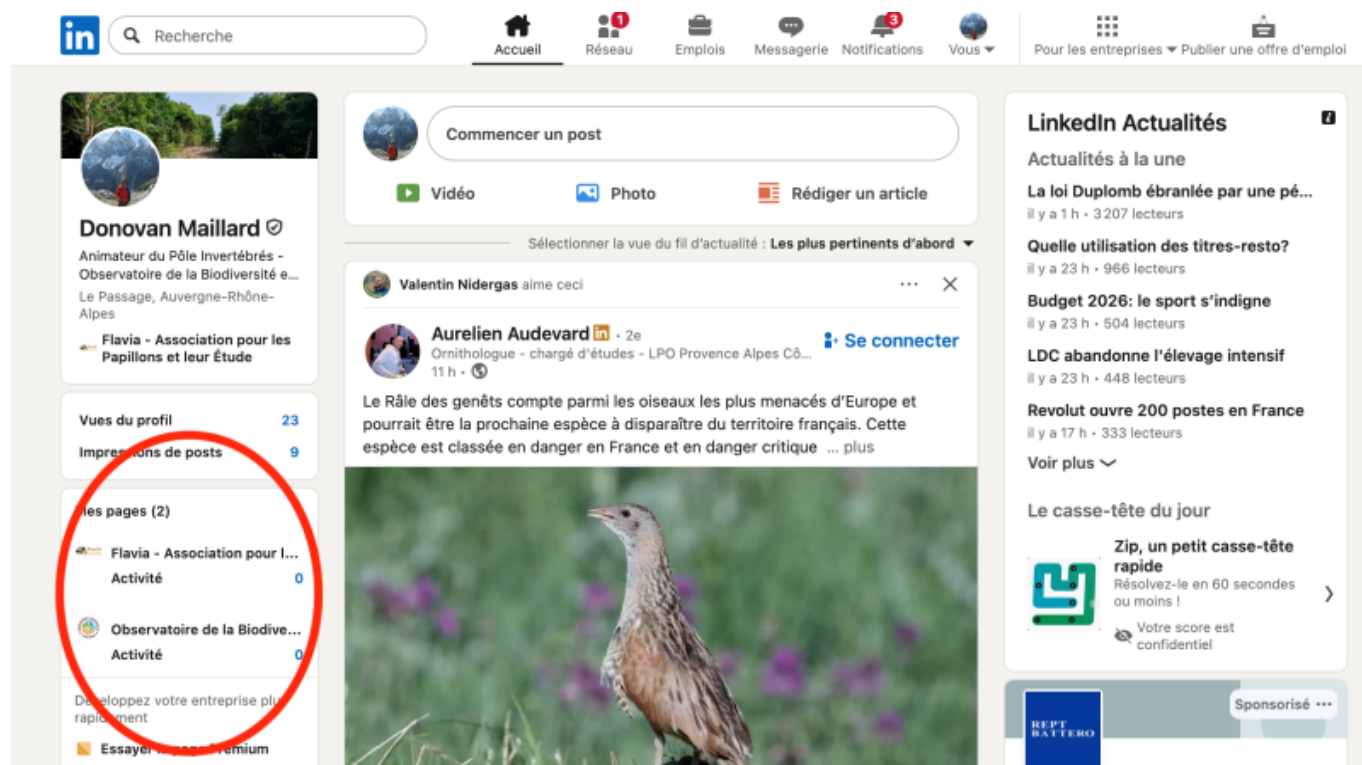 in
Recherche
1
3
Accueil
Réseau
Emplois
Messagerie
Notifications
Vous
Pour les entreprises
Publier une offre d'emploi
Donovan Maillard
Animateur du Pôle Invertébrés -
Observatoire de la Biodiversité e...
Le Passage, Auvergne-Rhône-
Alpes
Flavia - Association pour les
Papillons et leur Étude
Vues du profil 23
Impressions de posts 9
Mes pages (2)
Flavia - Association pour l...
Activité 0
Observatoire de la Biodive...
Activité 0
Développez votre entreprise plus
rapidement
Essayer la page Premium
Commencer un post
Vidéo
Photo
Rédiger un article
Sélectionner la vue du fil d'actualité : Les plus pertinents d'abord
Valentin Nidergas aime ceci
Aurelien Audevard in • 2e
Se connecter
Ornithologue - chargé d'études - LPO Provence Alpes Cô...
11 h •
Le Râle des genêts compte parmi les oiseaux les plus menacés d'Europe et
pourrait être la prochaine espèce à disparaître du territoire français. Cette
espèce est classée en danger en France et en danger critique ... plus
LinkedIn Actualités
Actualités à la une
La loi Duplomb ébranlée par une pé...
il y a 1 h • 3 207 lecteurs
Quelle utilisation des titres-resto?
il y a 23 h • 966 lecteurs
Budget 2026: le sport s'indigne
il y a 23 h • 504 lecteurs
LDC abandonne l'élevage intensif
il y a 23 h • 448 lecteurs
Revolut ouvre 200 postes en France
il y a 17 h • 333 lecteurs
Voir plus
Le casse-tête du jour
Zip, un petit casse-tête
rapide
Résolvez-le en 60 secondes
ou moins !
Votre score est
confidentiel
Sponsorisé
REPT
BATTERO